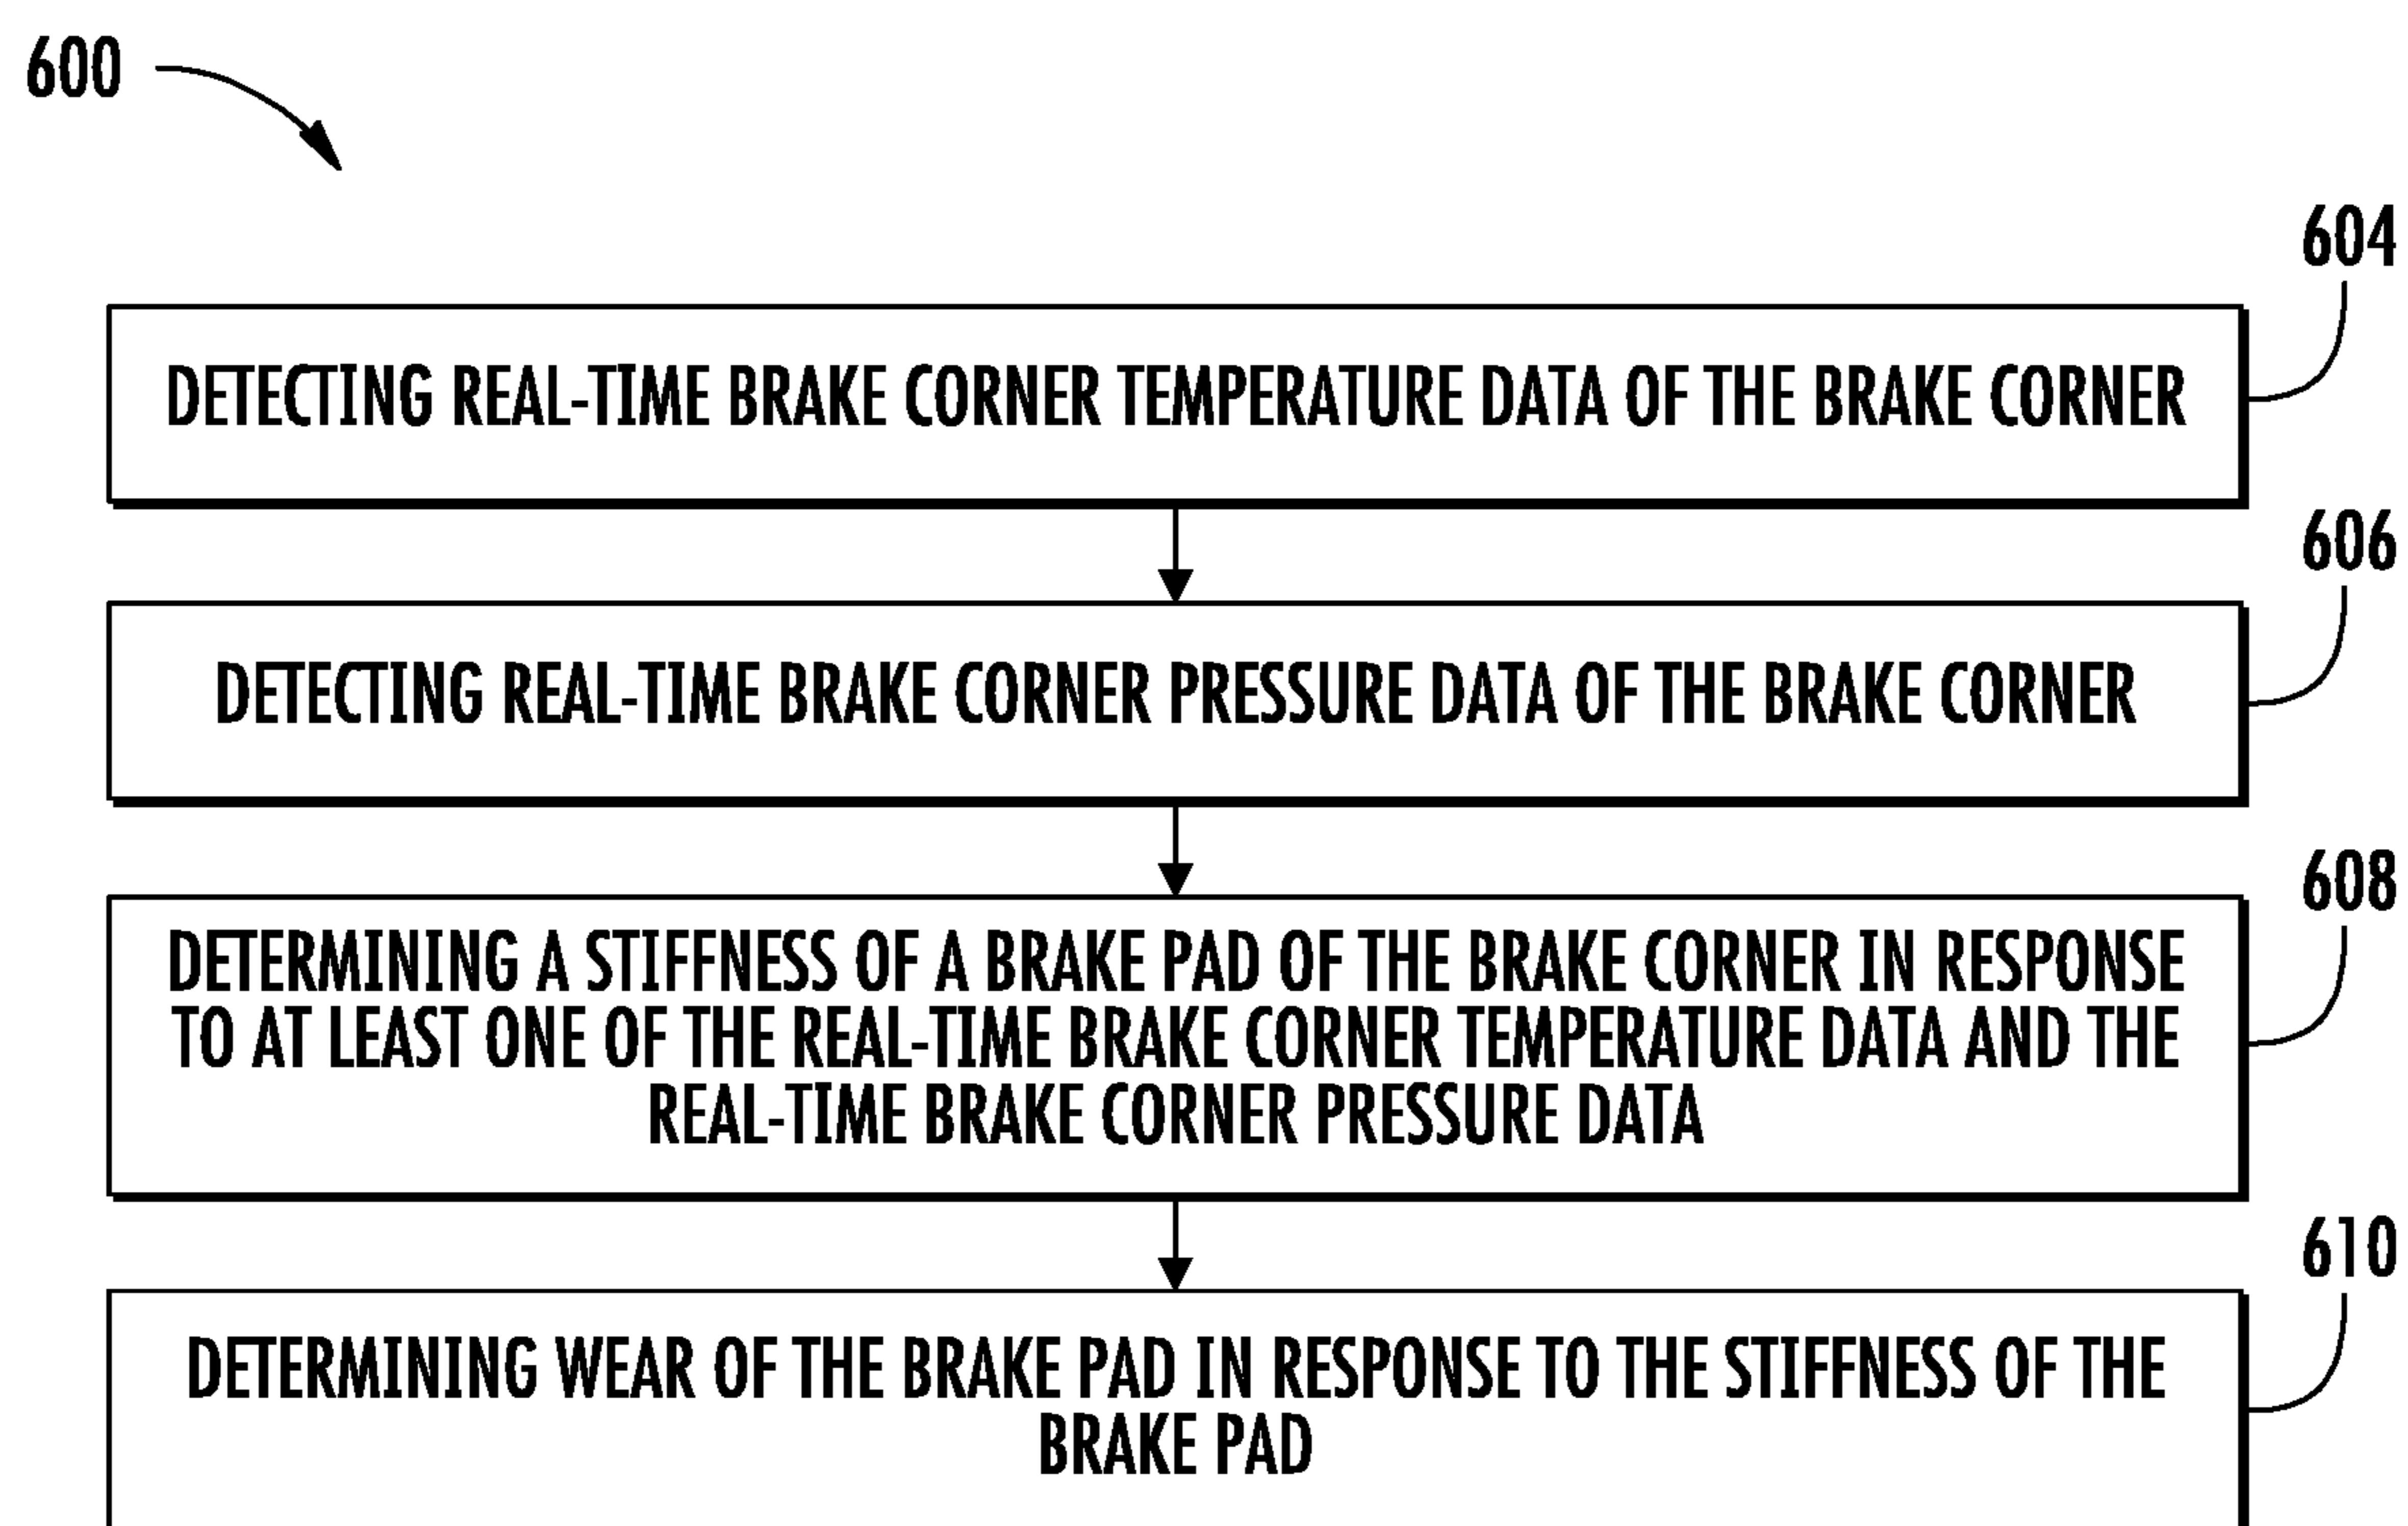 600
604
DETECTING REAL-TIME BRAKE CORNER TEMPERATURE DATA OF THE BRAKE CORNER
606
DETECTING REAL-TIME BRAKE CORNER PRESSURE DATA OF THE BRAKE CORNER
608
DETERMINING A STIFFNESS OF A BRAKE PAD OF THE BRAKE CORNER IN RESPONSE
TO AT LEAST ONE OF THE REAL-TIME BRAKE CORNER TEMPERATURE DATA AND THE
REAL-TIME BRAKE CORNER PRESSURE DATA
610
DETERMINING WEAR OF THE BRAKE PAD IN RESPONSE TO THE STIFFNESS OF THE
BRAKE PAD